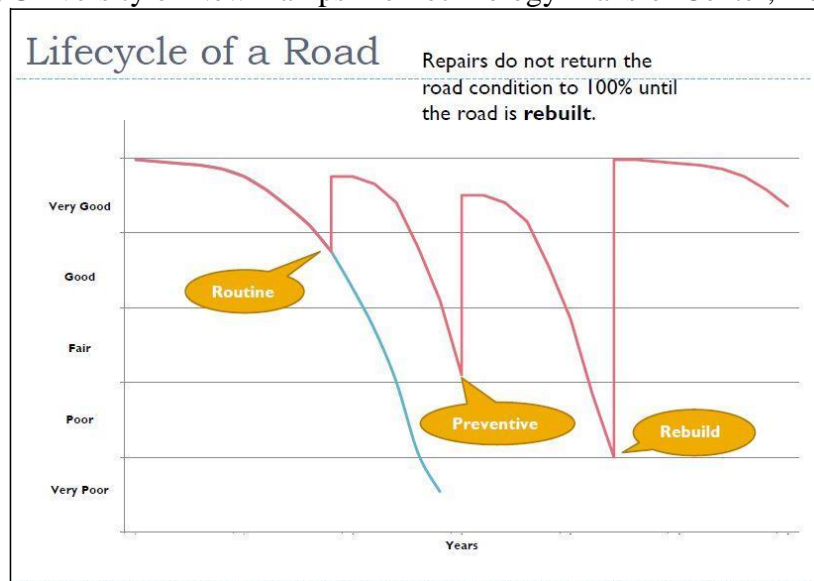 Lifecycle of a Road
Repairs do not return the
road condition to 100% until
the road is rebuilt.
Very Good
Good
Routine
Fair
Poor
Preventive
Rebuild
Very Poor
Years